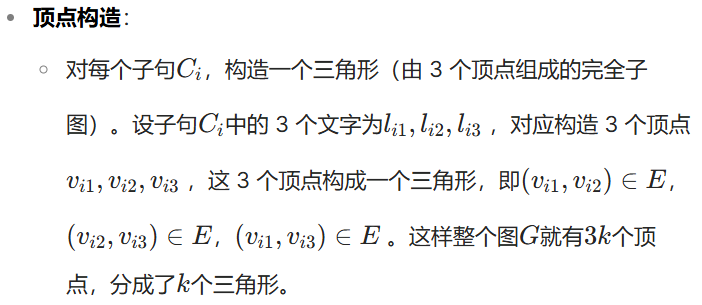 • 顶点构造：
○ 对每个子句$C_i$，构造一个三角形（由 3 个顶点组成的完全子
图）。设子句$C_i$中的 3 个文字为$l_{i1}, l_{i2}, l_{i3}$ ，对应构造 3 个顶点
$v_{i1}, v_{i2}, v_{i3}$ ，这 3 个顶点构成一个三角形，即$(v_{i1}, v_{i2}) \in E$，
$(v_{i2}, v_{i3}) \in E$，$(v_{i1}, v_{i3}) \in E$ 。这样整个图$G$就有$3k$个顶
点，分成了$k$个三角形。